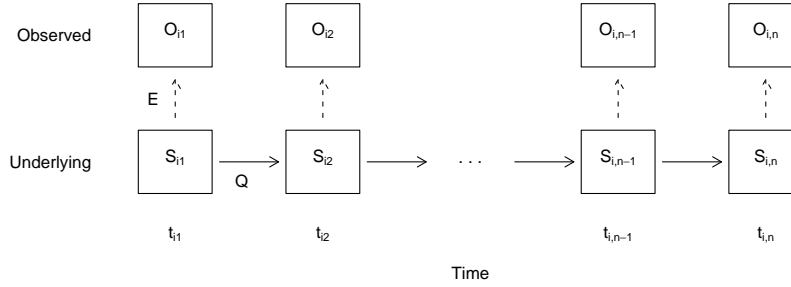 Observed O_i1 O_i2 O_i,n−1 O_i,n
E
Underlying S_i1 S_i2 . . . S_i,n−1 S_i,n
Q
t_i1 t_i2 t_i,n−1 t_i,n
Time